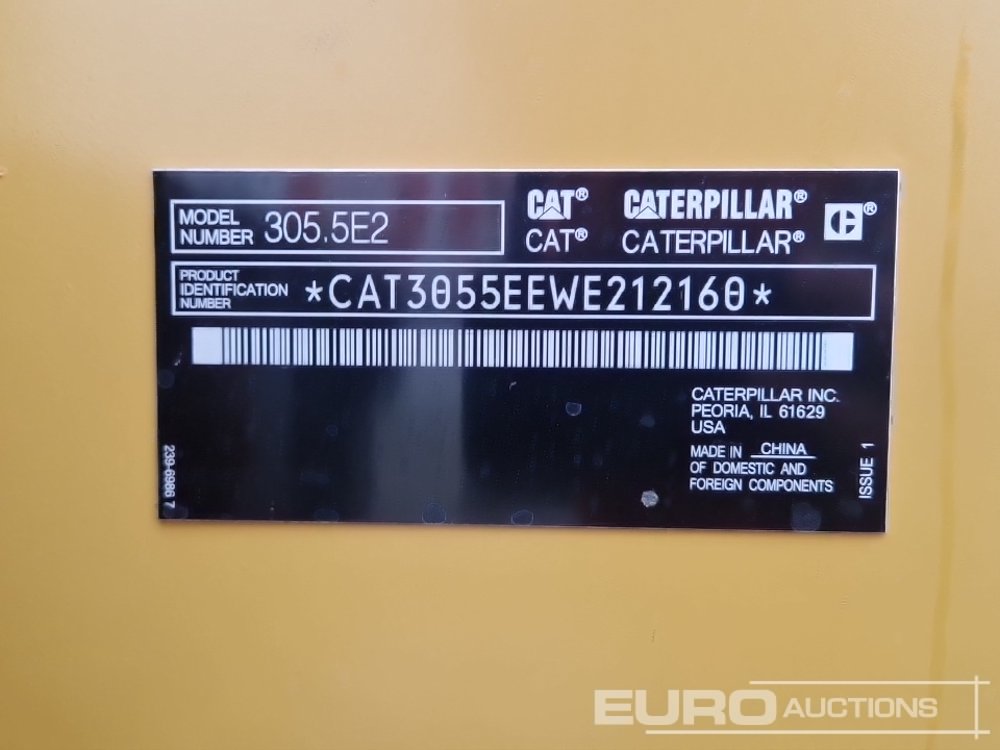 MODEL NUMBER 305.5E2
CAT® CATERPILLAR® C®
CAT® CATERPILLAR®
PRODUCT IDENTIFICATION NUMBER *CAT3055EEWE212160*
CATERPILLAR INC.
PEORIA, IL 61629
USA
MADE IN CHINA
OF DOMESTIC AND
FOREIGN COMPONENTS
239-6986 7
ISSUE 1
EURO AUCTIONS